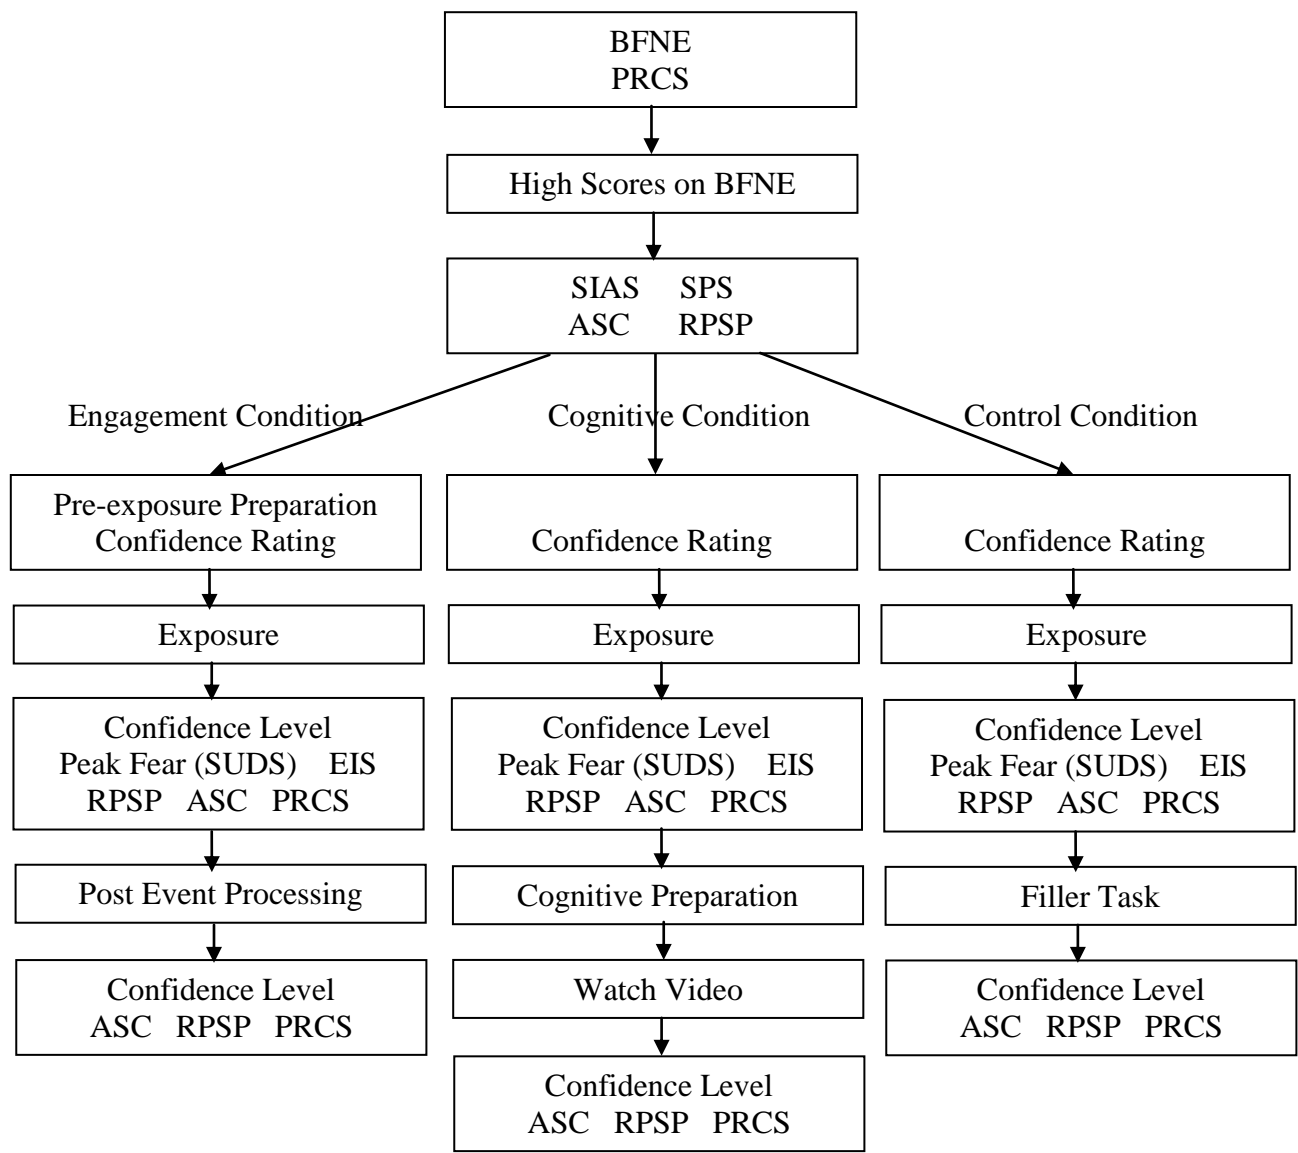 BFNE
PRCS
High Scores on BFNE
SIAS SPS
ASC RPSP
Engagement Condition
Cognitive Condition
Control Condition
Pre-exposure Preparation
Confidence Rating
Confidence Rating
Confidence Rating
Exposure
Exposure
Exposure
Confidence Level
Peak Fear (SUDS) EIS
RPSP ASC PRCS
Confidence Level
Peak Fear (SUDS) EIS
RPSP ASC PRCS
Confidence Level
Peak Fear (SUDS) EIS
RPSP ASC PRCS
Post Event Processing
Cognitive Preparation
Filler Task
Confidence Level
ASC RPSP PRCS
Watch Video
Confidence Level
ASC RPSP PRCS
Confidence Level
ASC RPSP PRCS